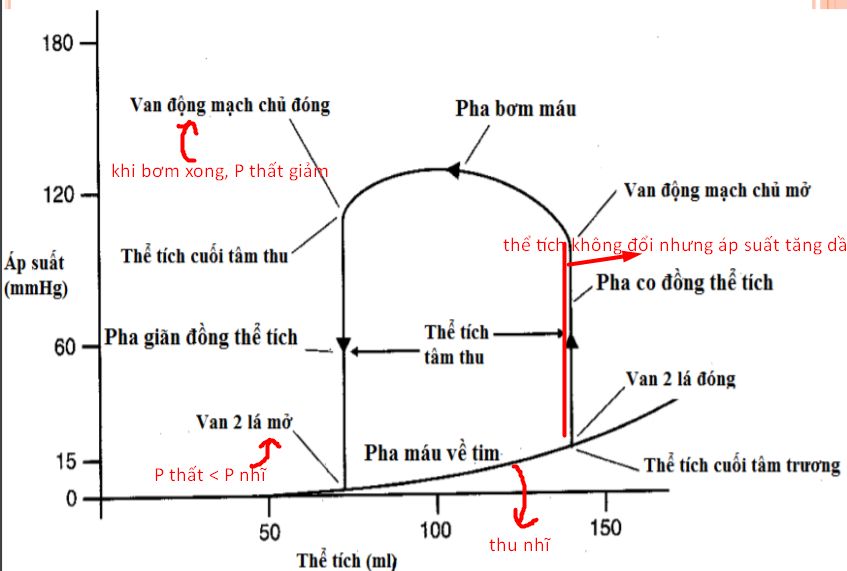 180
Van động mạch chủ đóng
Pha bơm máu
khi bơm xong, P thất giảm
120
Van động mạch chủ mở
thể tích không đổi nhưng áp suất tăng dầ
Thể tích cuối tâm thu
Áp suất
(mmHg)
Pha co đồng thể tích
60
Pha giãn đồng thể tích
Thể tích
tâm thu
Van 2 lá đóng
Van 2 lá mở
15
Pha máu về tim
P thất < P nhĩ
Thể tích cuối tâm trương
0
50
100
150
thu nhĩ
Thể tích (ml)